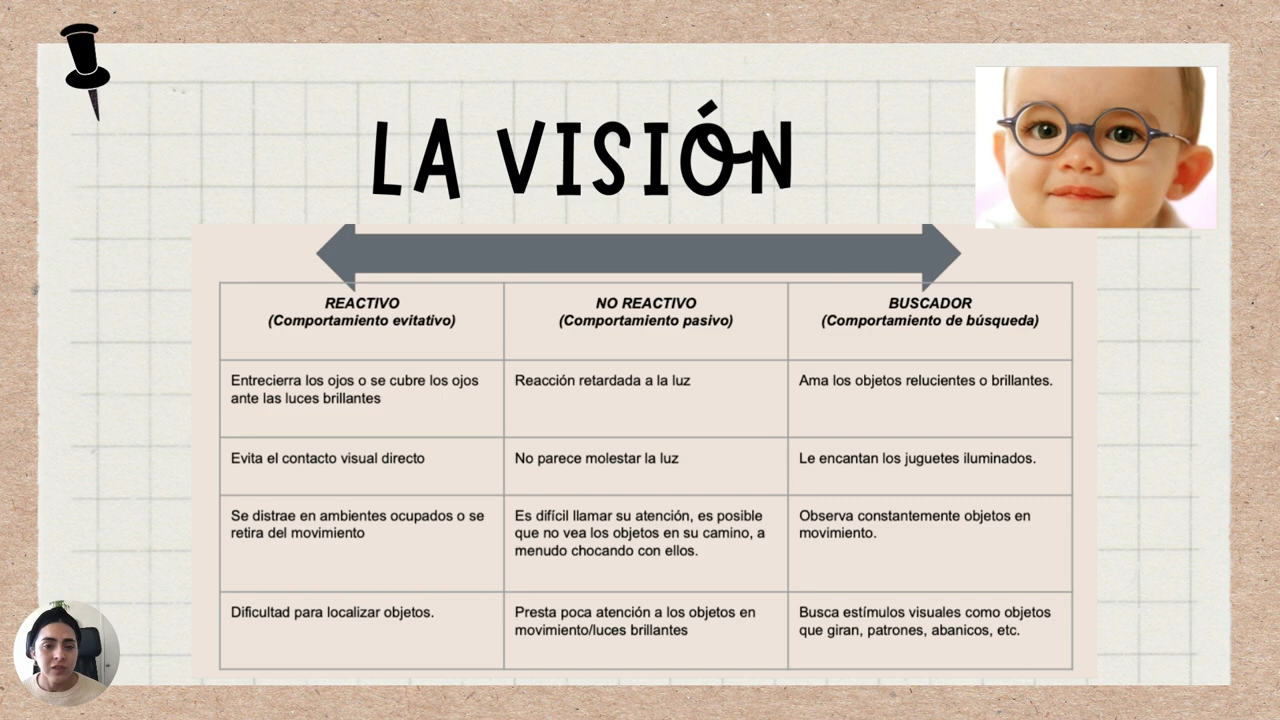 LA VISIÓN
REACTIVO
(Comportamiento evitativo)
NO REACTIVO
(Comportamiento pasivo)
BUSCADOR
(Comportamiento de búsqueda)
Entrecierra los ojos o se cubre los ojos
ante las luces brillantes
Reacción retardada a la luz
Ama los objetos relucientes o brillantes.
Evita el contacto visual directo
No parece molestar la luz
Le encantan los juguetes iluminados.
Se distrae en ambientes ocupados o se
retira del movimiento
Es difícil llamar su atención, es posible
que no vea los objetos en su camino, a
menudo chocando con ellos.
Observa constantemente objetos en
movimiento.
Dificultad para localizar objetos.
Presta poca atención a los objetos en
movimiento/luces brillantes
Busca estímulos visuales como objetos
que giran, patrones, abanicos, etc.